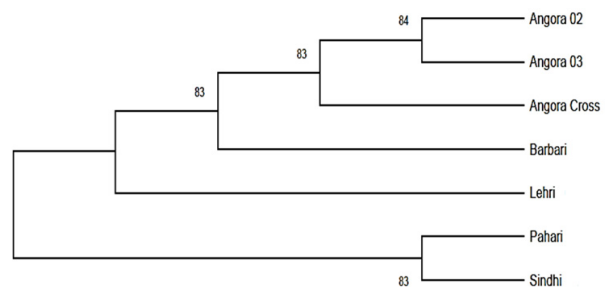 84
Angora 02
83
Angora 03
83
Angora Cross
Barbari
Lehri
Pahari
83
Sindhi